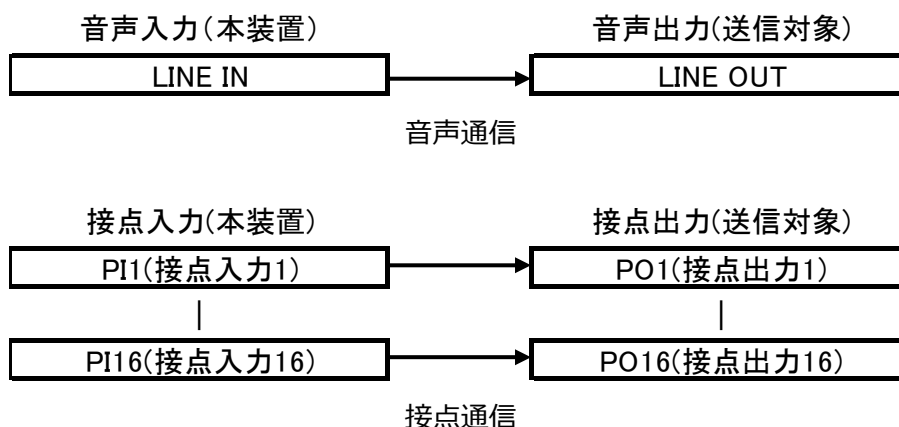 音声入力(本装置) 音声出力(送信対象)
LINE IN LINE OUT
音声通信
接点入力(本装置) 接点出力(送信対象)
PI1(接点入力1) PO1(接点出力1)
| |
PI16(接点入力16) PO16(接点出力16)
接点通信